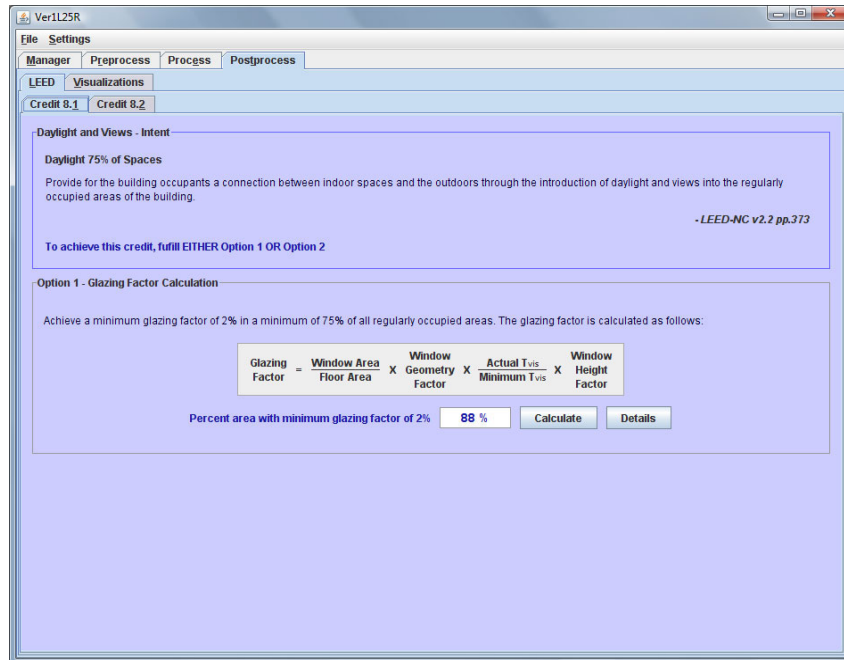 Ver1L25R
File Settings
Manager Preprocess Process Postprocess
LEED Visualizations
Credit 8.1 Credit 8.2
Daylight and Views - Intent
Daylight 75% of Spaces
Provide for the building occupants a connection between indoor spaces and the outdoors through the introduction of daylight and views into the regularly
occupied areas of the building.
- LEED-NC v2.2 pp.373
To achieve this credit, fufill EITHER Option 1 OR Option 2
Option 1 - Glazing Factor Calculation
Achieve a minimum glazing factor of 2% in a minimum of 75% of all regularly occupied areas. The glazing factor is calculated as follows:
Glazing Factor = Window Area / Floor Area X Window Geometry Factor X Actual Tvis / Minimum Tvis X Window Height Factor
Percent area with minimum glazing factor of 2% 88 % Calculate Details